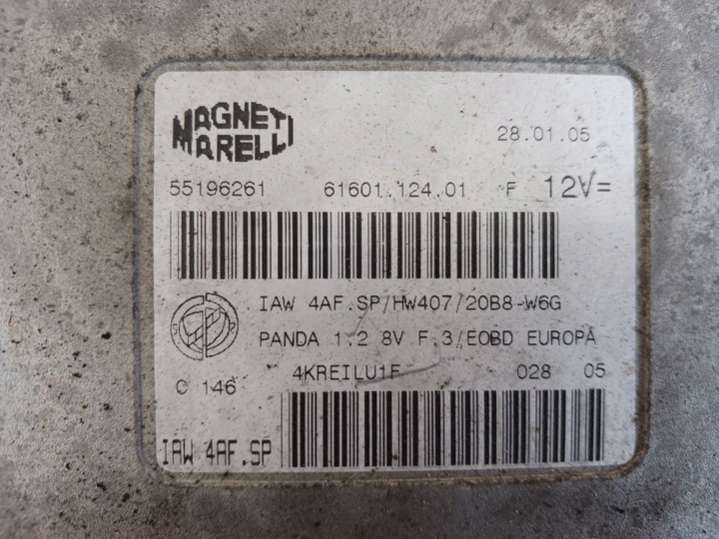 MAGNETI
MARELLI
28.01.05
55196261 61601.124.01 F 12V=
IAW 4AF.SP/HW407/20B8-W6G
PANDA 1.2 8V F.3/EOBD EUROPA
4KREILU1F 028 05
C 146
IAW 4AF.SP